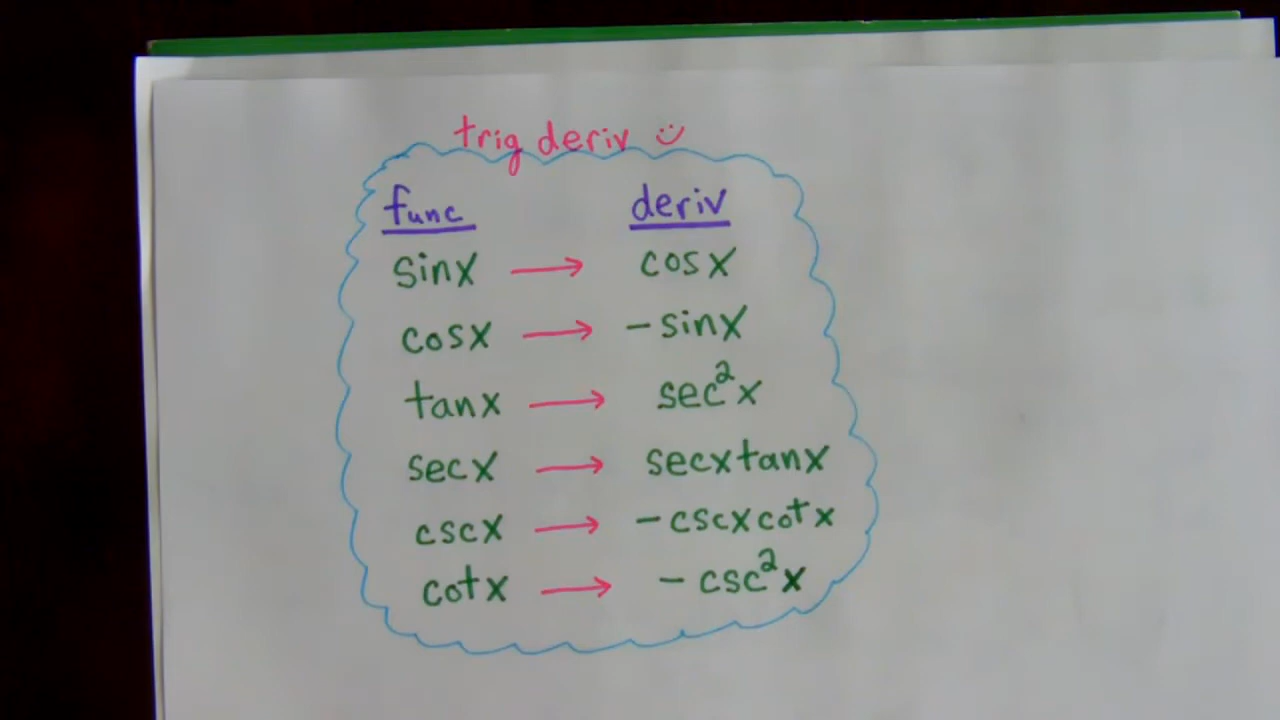 trig deriv ☺
func deriv
sinx → cosx
cosx → -sinx
tanx → sec²x
secx → secxtanx
cscx → -cscxcotx
cotx → -csc²x